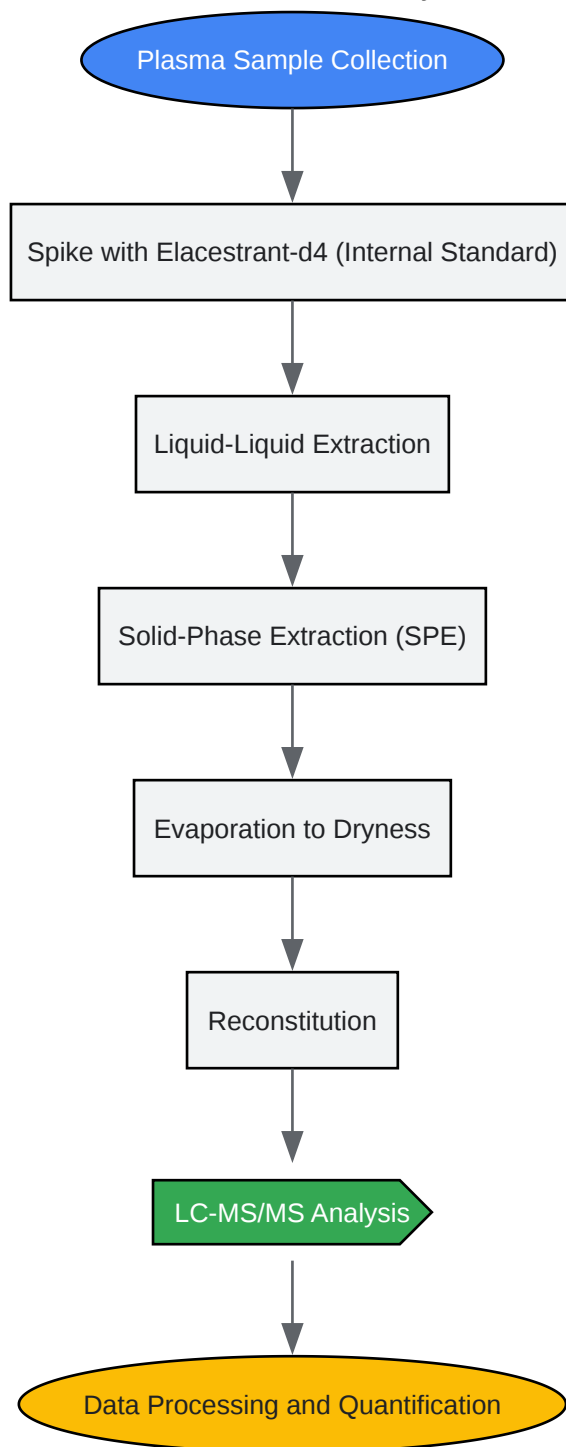 Plasma Sample Collection
Spike with Elacestrant-d4 (Internal Standard)
Liquid-Liquid Extraction
Solid-Phase Extraction (SPE)
Evaporation to Dryness
Reconstitution
LC-MS/MS Analysis
Data Processing and Quantification